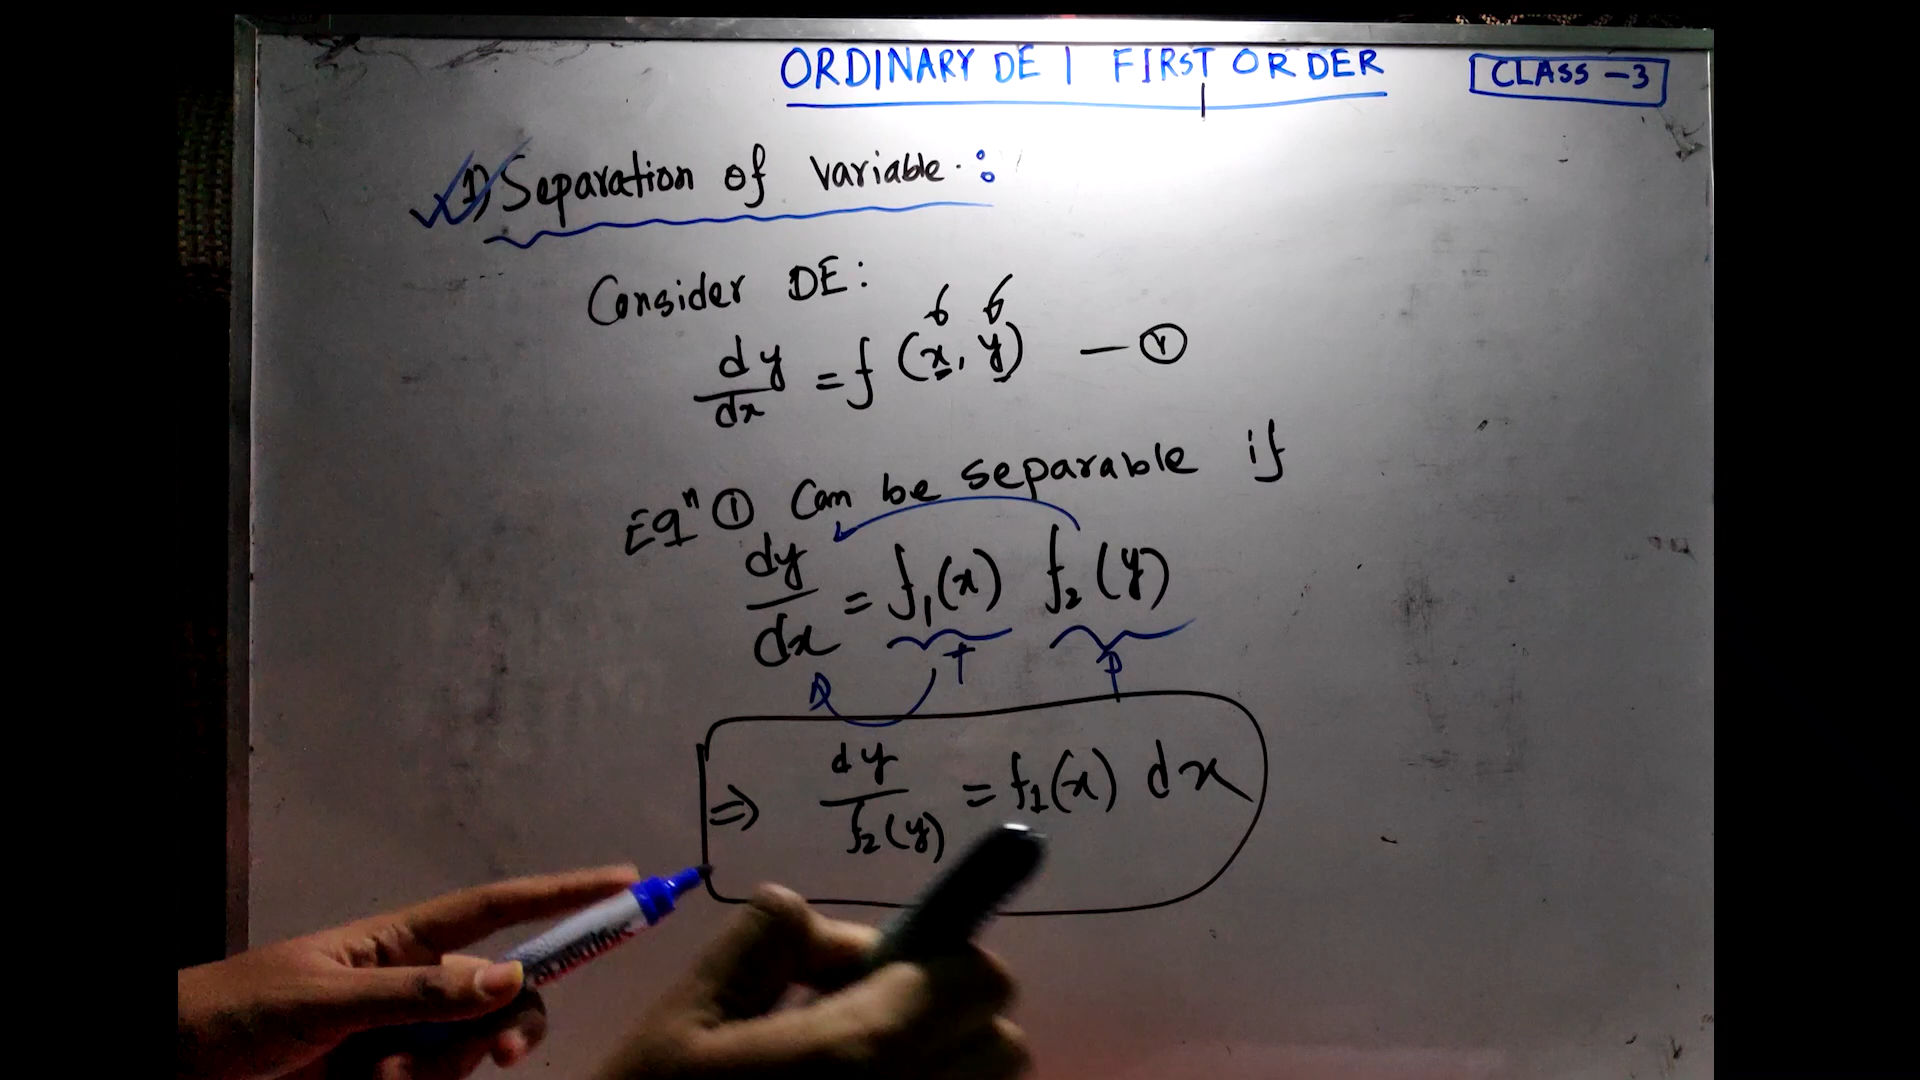 ORDINARY DE | FIRST ORDER
CLASS-3
1) Separation of variable :
Consider DE:
dy/dx = f(x, y) — ①
Eqⁿ ① Can be separable if
dy/dx = f₁(x) f₂(y)
⇒ dy/f₂(y) = f₁(x) dx